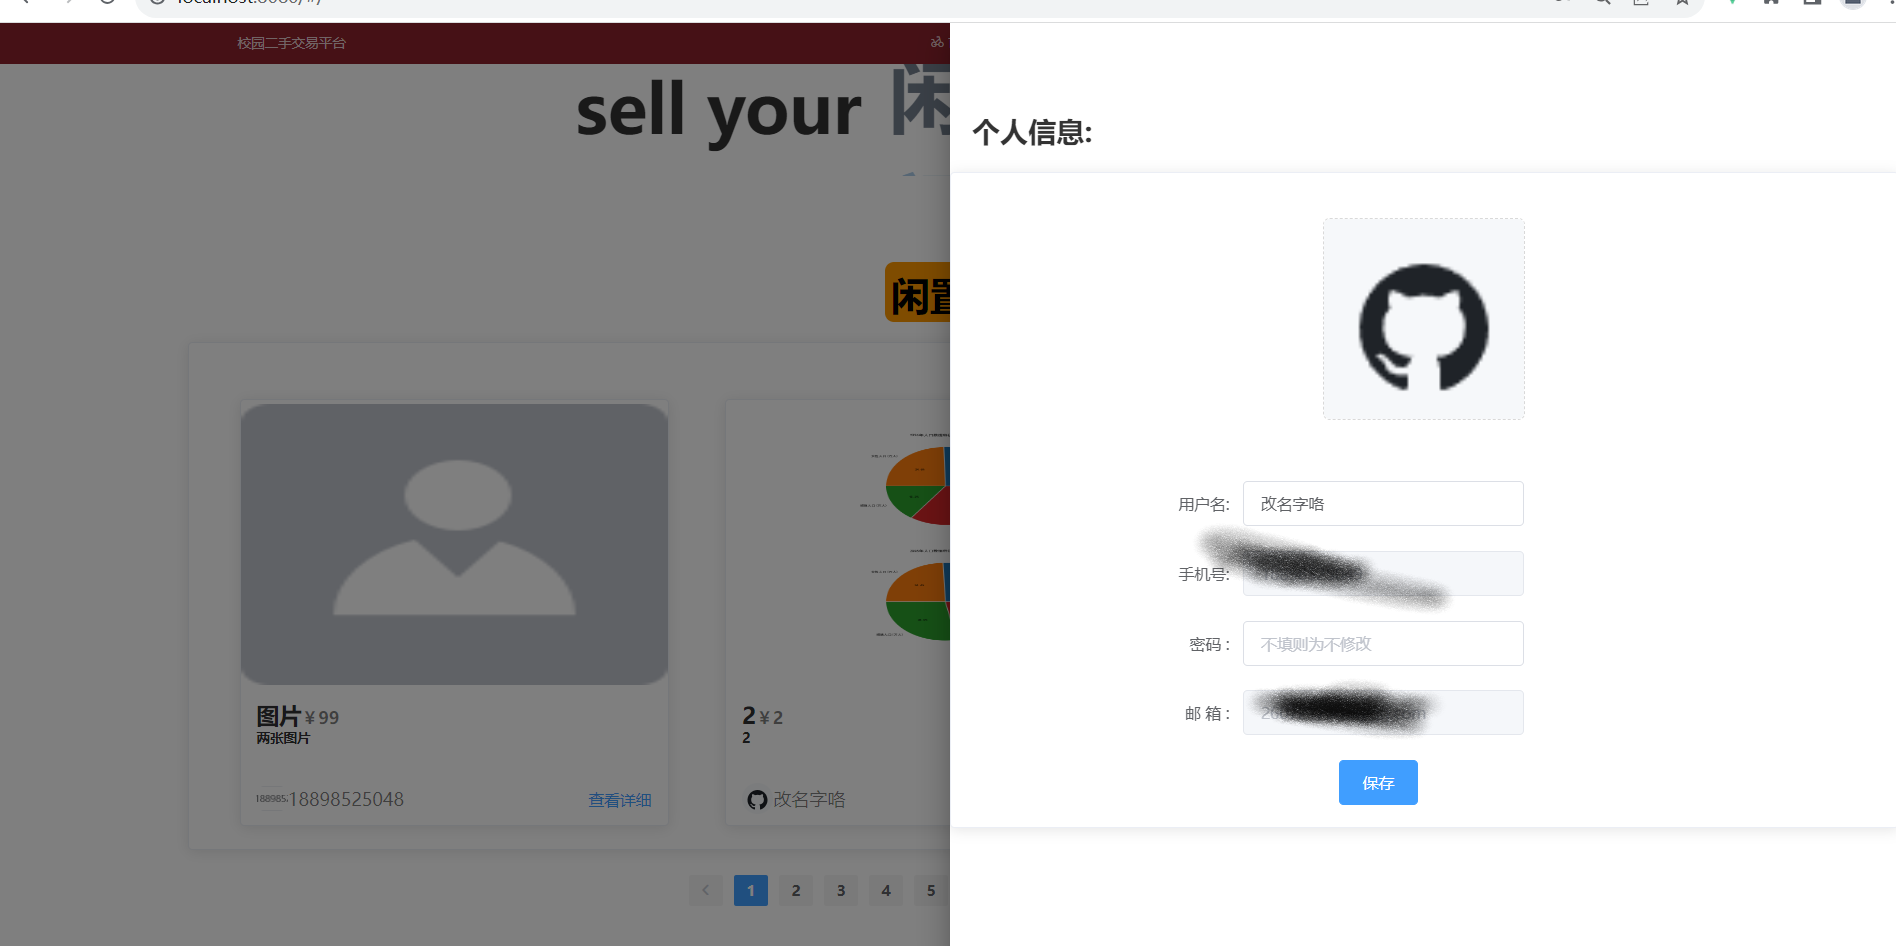 校园二手交易平台
sell your 闲
闲置
图片 ¥ 99
两张图片
18898525048
查看详细
2 ¥ 2
2
改名字咯
1 2 3 4 5
个人信息:
用户名: 改名字咯
手机号:
密码 : 不填则为不修改
邮 箱 :
保存